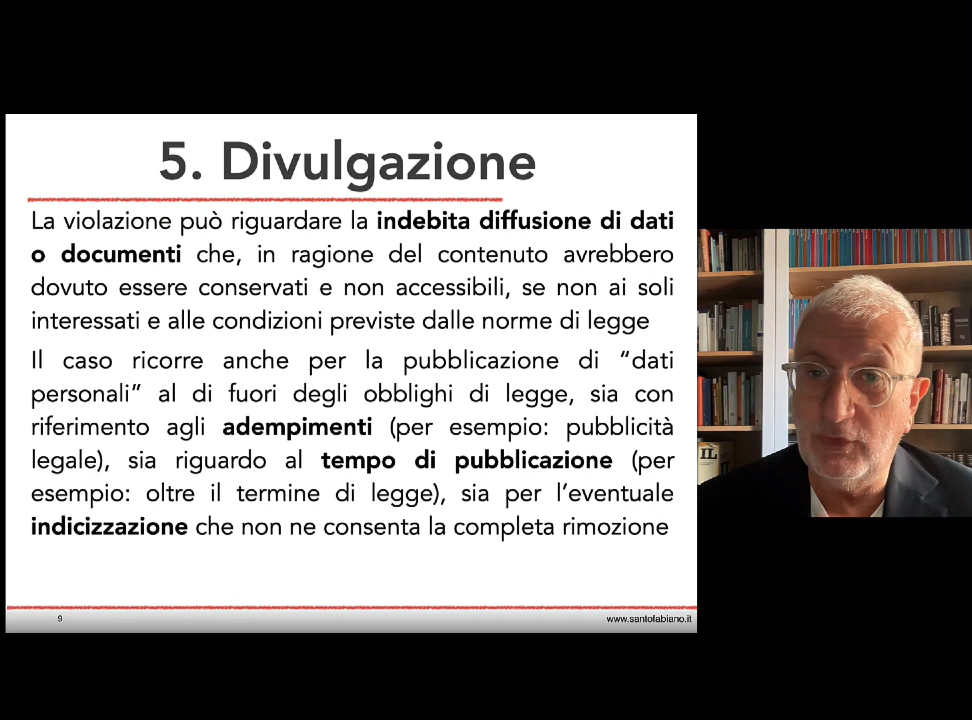 5. Divulgazione
La violazione può riguardare la indebita diffusione di dati
o documenti che, in ragione del contenuto avrebbero
dovuto essere conservati e non accessibili, se non ai soli
interessati e alle condizioni previste dalle norme di legge
Il caso ricorre anche per la pubblicazione di “dati
personali” al di fuori degli obblighi di legge, sia con
riferimento agli adempimenti (per esempio: pubblicità
legale), sia riguardo al tempo di pubblicazione (per
esempio: oltre il termine di legge), sia per l’eventuale
indicizzazione che non ne consenta la completa rimozione
9
www.santofabiano.it
IL